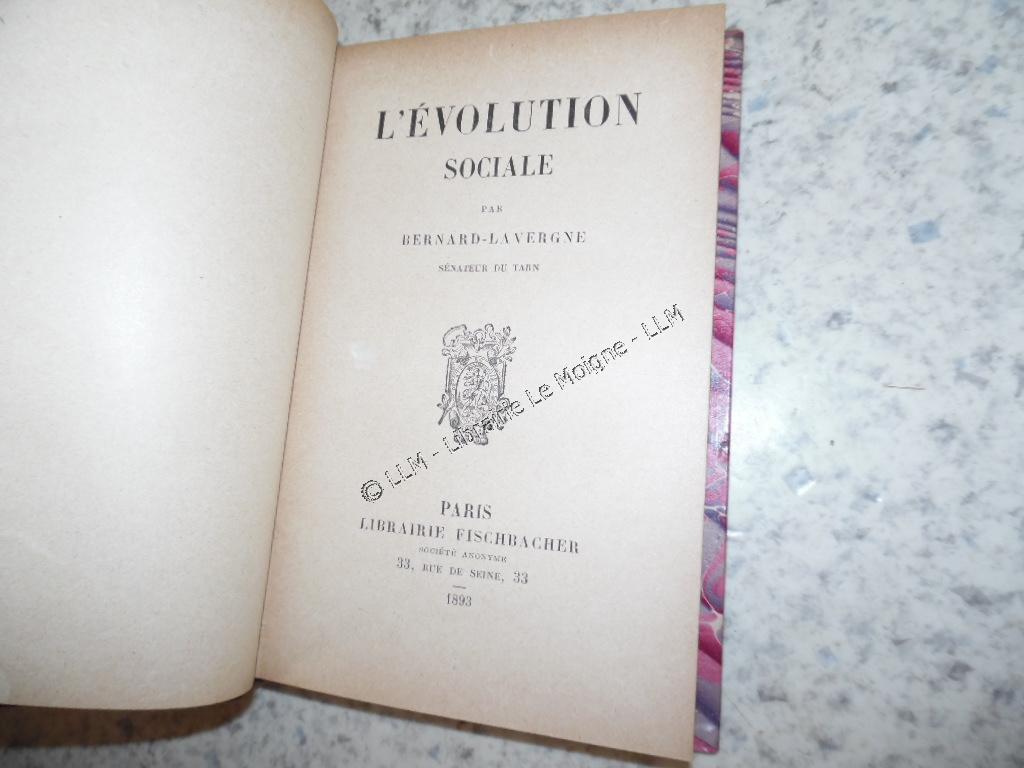 L'ÉVOLUTION
SOCIALE
PAR
BERNARD-LAVERGNE
SÉNATEUR DU TARN
© LLM - Librairie Le Moigne - LLM
PARIS
LIBRAIRIE FISCHBACHER
SOCIÉTÉ ANONYME
33, RUE DE SEINE, 33
1893